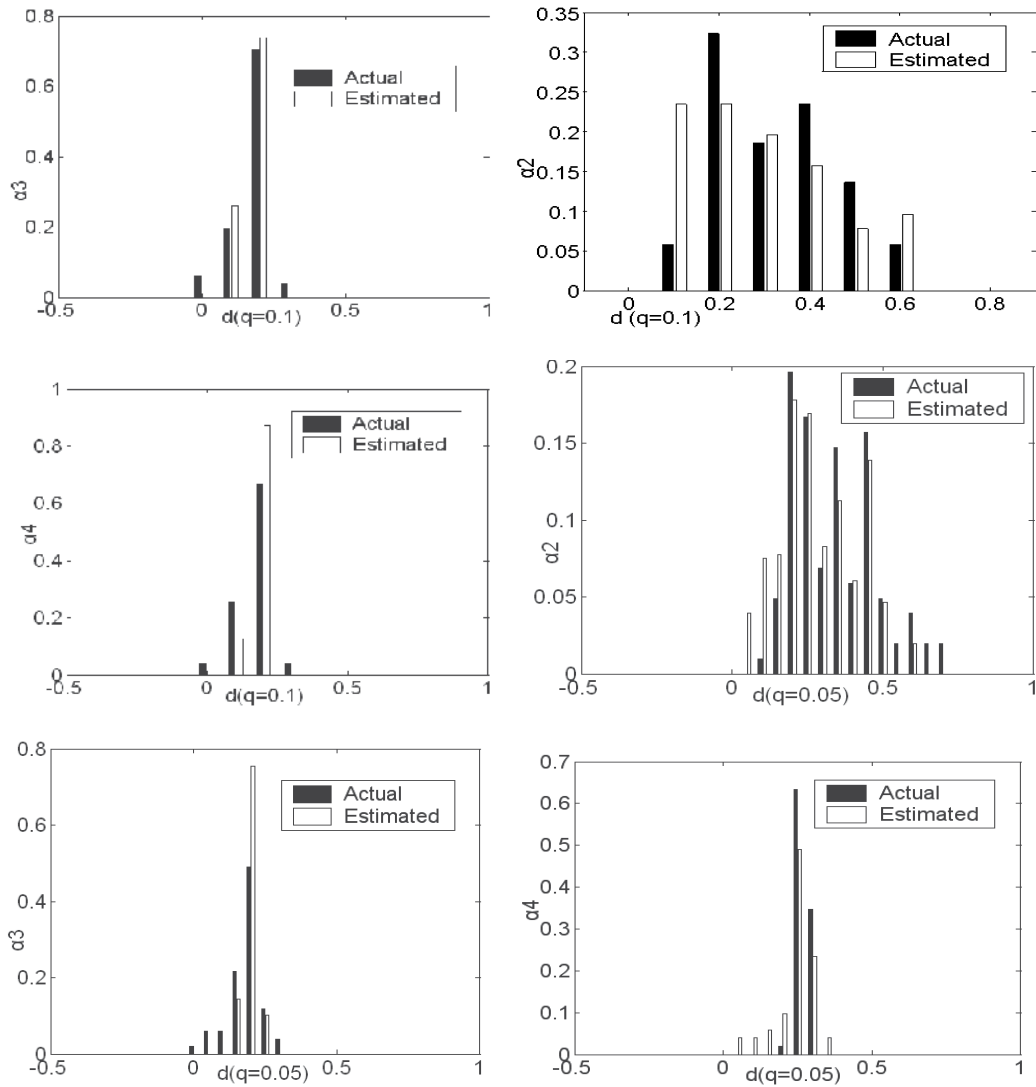 0.8
0.6
0.4
0.2
0
α3
Actual
Estimated
-0.5 0 0.5 1
d(q=0.1)
0.35
0.3
0.25
0.2
0.15
0.1
0.05
0
α2
Actual
Estimated
0 0.2 0.4 0.6 0.8
d (q=0.1)
1
0.8
0.6
0.4
0.2
0
α4
Actual
Estimated
-0.5 0 0.5 1
d(q=0.1)
0.2
0.15
0.1
0.05
0
α2
Actual
Estimated
-0.5 0 0.5 1
d(q=0.05)
0.8
0.6
0.4
0.2
0
α3
Actual
Estimated
-0.5 0 0.5 1
d(q=0.05)
0.7
0.6
0.5
0.4
0.3
0.2
0.1
0
α4
Actual
Estimated
-0.5 0 0.5 1
d(q=0.05)